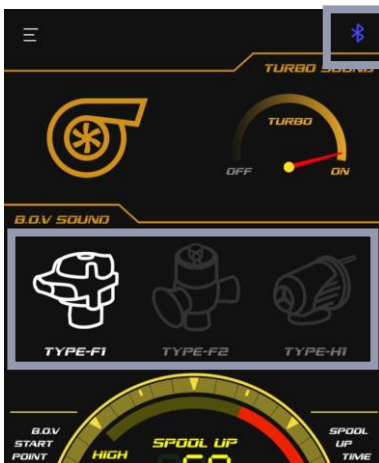 TURBO SOUND
TURBO
OFF
ON
B.O.V SOUND
TYPE-F1 TYPE-F2 TYPE-H1
B.O.V
START
POINT
HIGH
SPOOL UP
SPOOL
UP
TIME